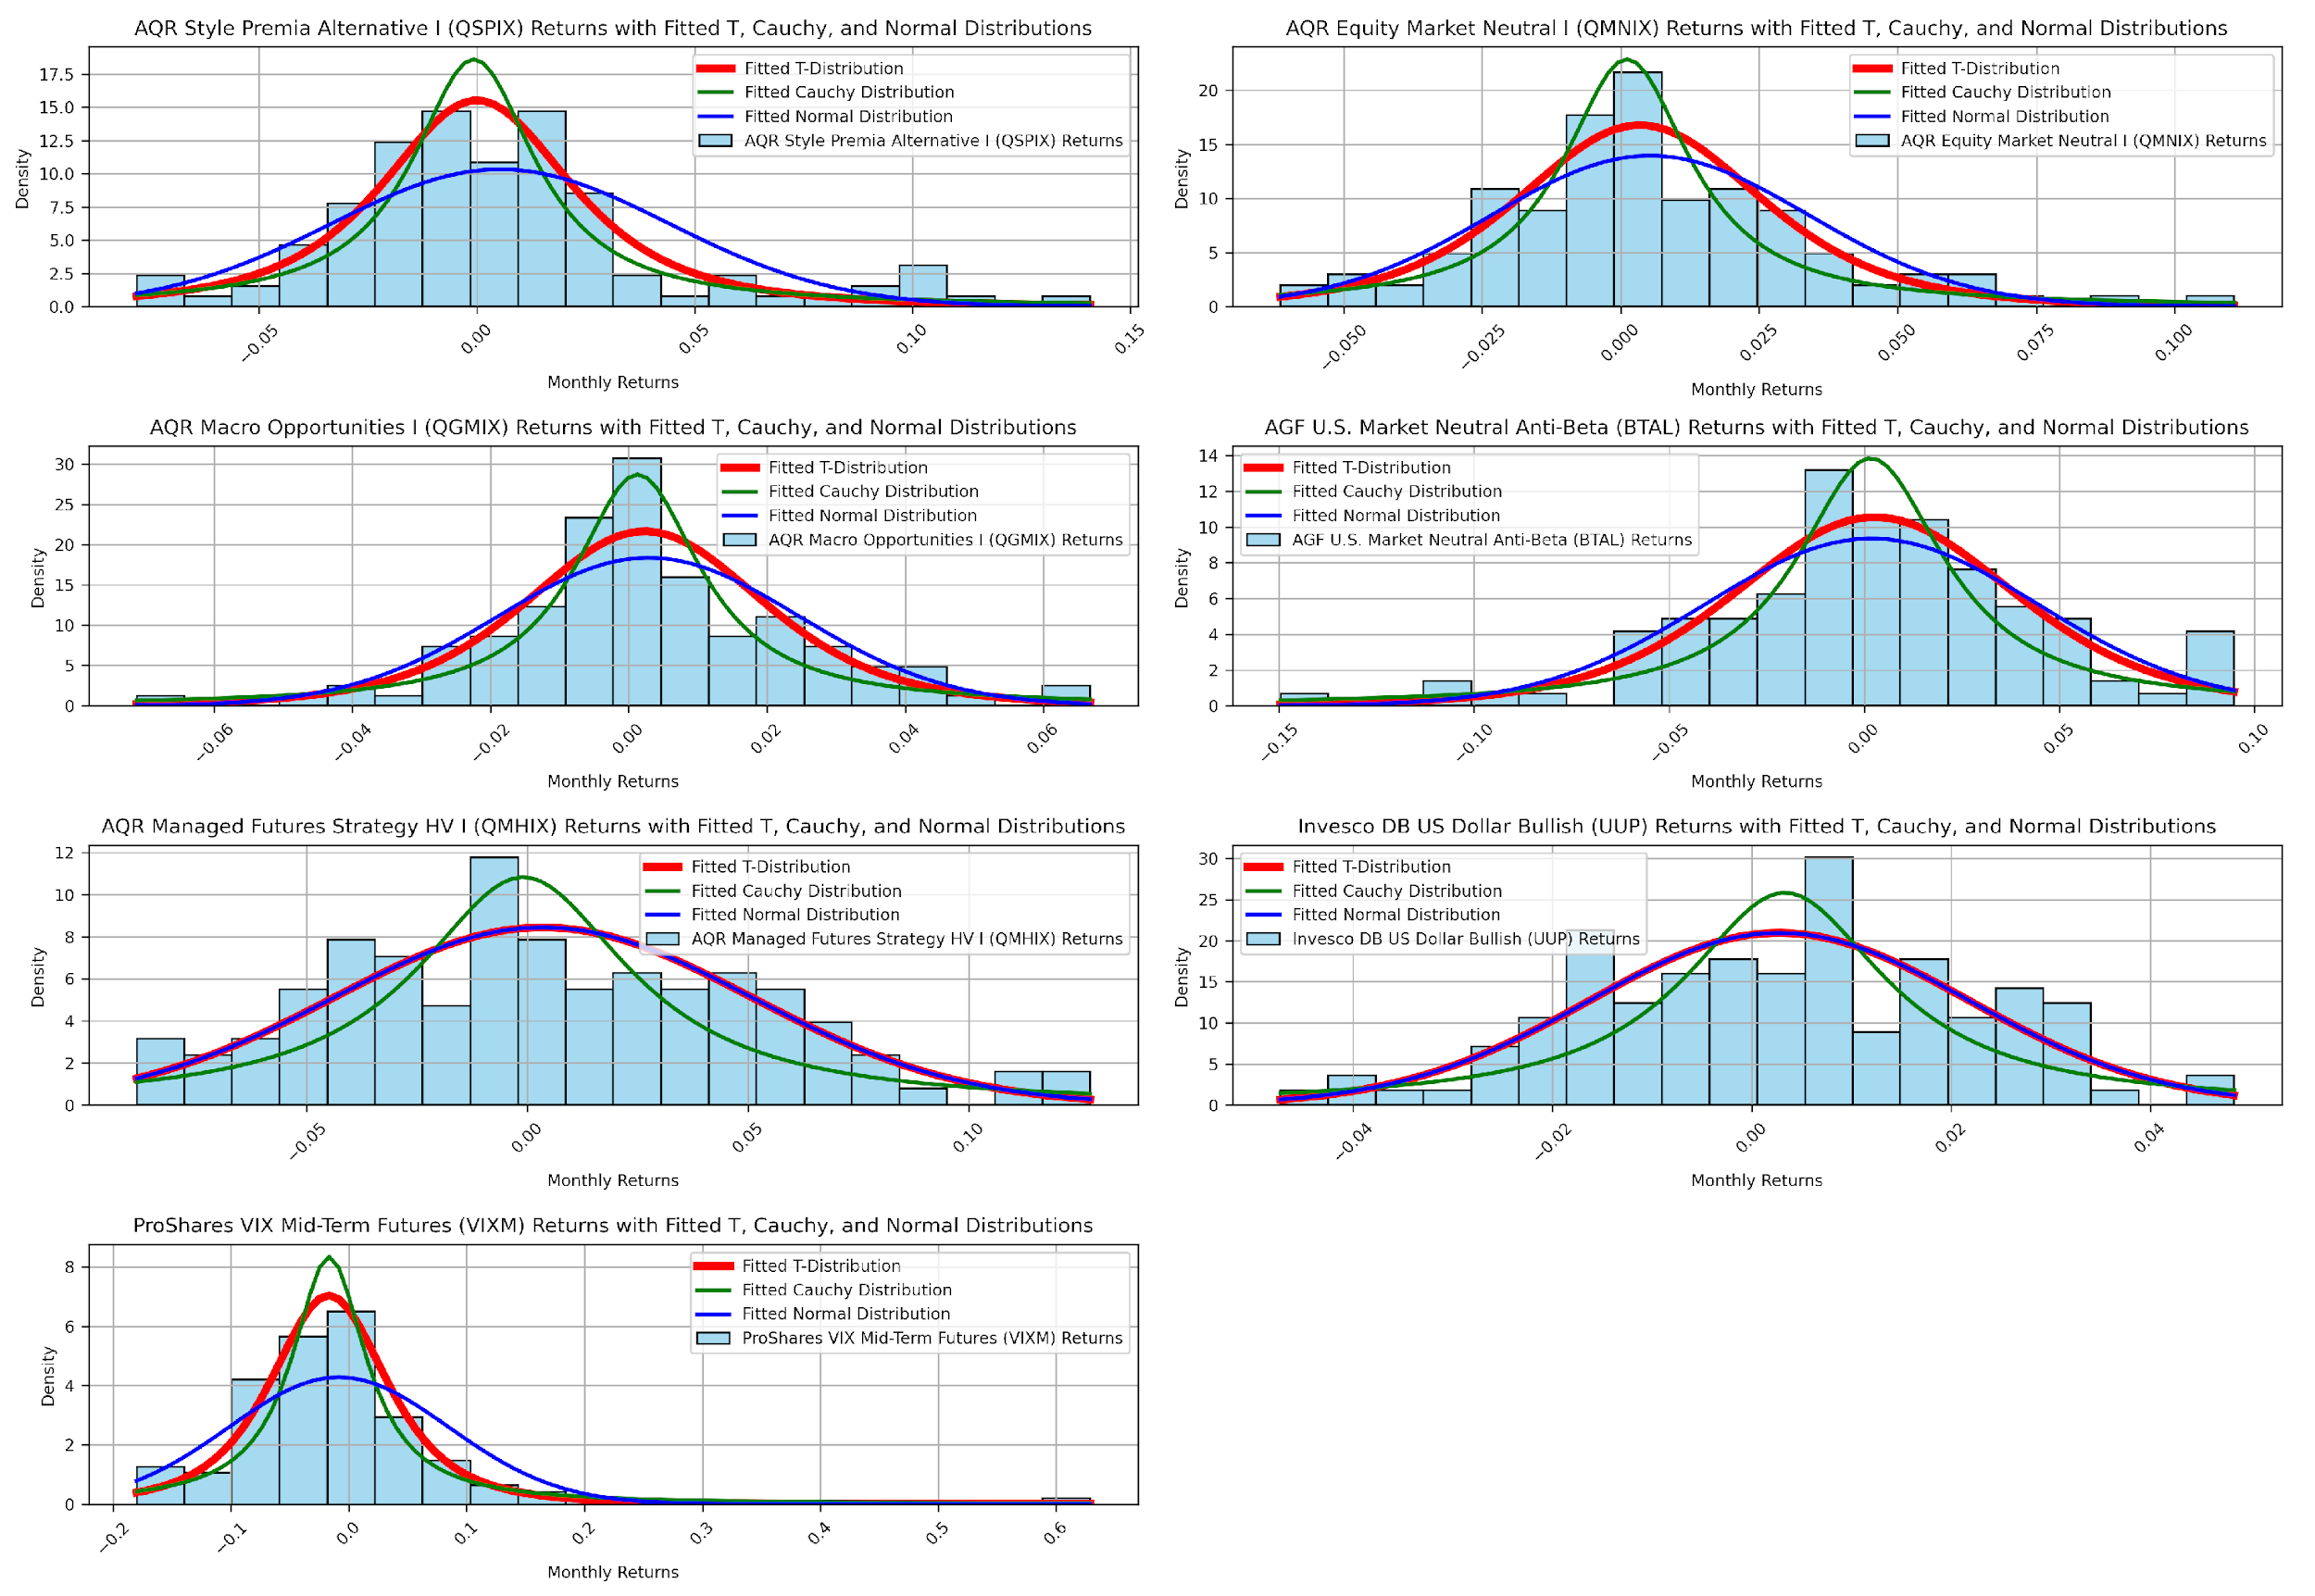 AQR Style Premia Alternative I (QSPIX) Returns with Fitted T, Cauchy, and Normal Distributions
Density
17.5
15.0
12.5
10.0
7.5
5.0
2.5
0.0
Fitted T-Distribution
Fitted Cauchy Distribution
Fitted Normal Distribution
AQR Style Premia Alternative I (QSPIX) Returns
−0.05
0.00
0.05
0.10
0.15
Monthly Returns
AQR Equity Market Neutral I (QMNIX) Returns with Fitted T, Cauchy, and Normal Distributions
Density
20
15
10
5
0
Fitted T-Distribution
Fitted Cauchy Distribution
Fitted Normal Distribution
AQR Equity Market Neutral I (QMNIX) Returns
−0.050
−0.025
0.000
0.025
0.050
0.075
0.100
Monthly Returns
AQR Macro Opportunities I (QGMIX) Returns with Fitted T, Cauchy, and Normal Distributions
Density
30
25
20
15
10
5
0
Fitted T-Distribution
Fitted Cauchy Distribution
Fitted Normal Distribution
AQR Macro Opportunities I (QGMIX) Returns
−0.06
−0.04
−0.02
0.00
0.02
0.04
0.06
Monthly Returns
AGF U.S. Market Neutral Anti-Beta (BTAL) Returns with Fitted T, Cauchy, and Normal Distributions
Density
14
12
10
8
6
4
2
0
Fitted T-Distribution
Fitted Cauchy Distribution
Fitted Normal Distribution
AGF U.S. Market Neutral Anti-Beta (BTAL) Returns
−0.15
−0.10
−0.05
0.00
0.05
0.10
Monthly Returns
AQR Managed Futures Strategy HV I (QMHIX) Returns with Fitted T, Cauchy, and Normal Distributions
Density
12
10
8
6
4
2
0
Fitted T-Distribution
Fitted Cauchy Distribution
Fitted Normal Distribution
AQR Managed Futures Strategy HV I (QMHIX) Returns
−0.05
0.00
0.05
0.10
Monthly Returns
Invesco DB US Dollar Bullish (UUP) Returns with Fitted T, Cauchy, and Normal Distributions
Density
30
25
20
15
10
5
0
Fitted T-Distribution
Fitted Cauchy Distribution
Fitted Normal Distribution
Invesco DB US Dollar Bullish (UUP) Returns
−0.04
−0.02
0.00
0.02
0.04
Monthly Returns
ProShares VIX Mid-Term Futures (VIXM) Returns with Fitted T, Cauchy, and Normal Distributions
Density
8
6
4
2
0
Fitted T-Distribution
Fitted Cauchy Distribution
Fitted Normal Distribution
ProShares VIX Mid-Term Futures (VIXM) Returns
−0.2
−0.1
0.0
0.1
0.2
0.3
0.4
0.5
0.6
Monthly Returns